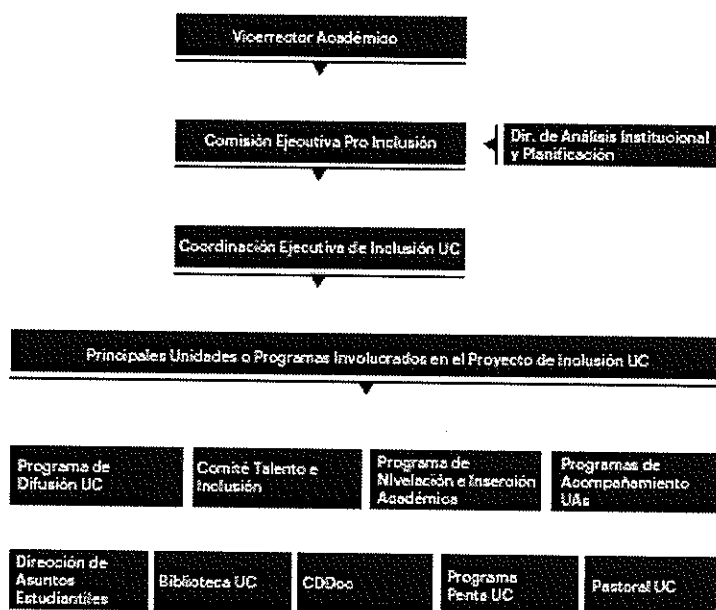 Vicerrector Académico
Comisión Ejecutiva Pro Inclusión
Dir. de Análisis Institucional
y Planificación
Coordinación Ejecutiva de Inclusión UC
Principales Unidades o Programas Involucrados en el Proyecto de Inclusión UC
Programa de
Difusión UC
Comité Talento e
Inclusión
Programa de
Nivelación e Inserción
Académica
Programas de
Acompañamiento
UAs
Dirección de
Asuntos
Estudiantiles
Biblioteca UC
CDDoc
Programa
Penta UC
Pastoral UC